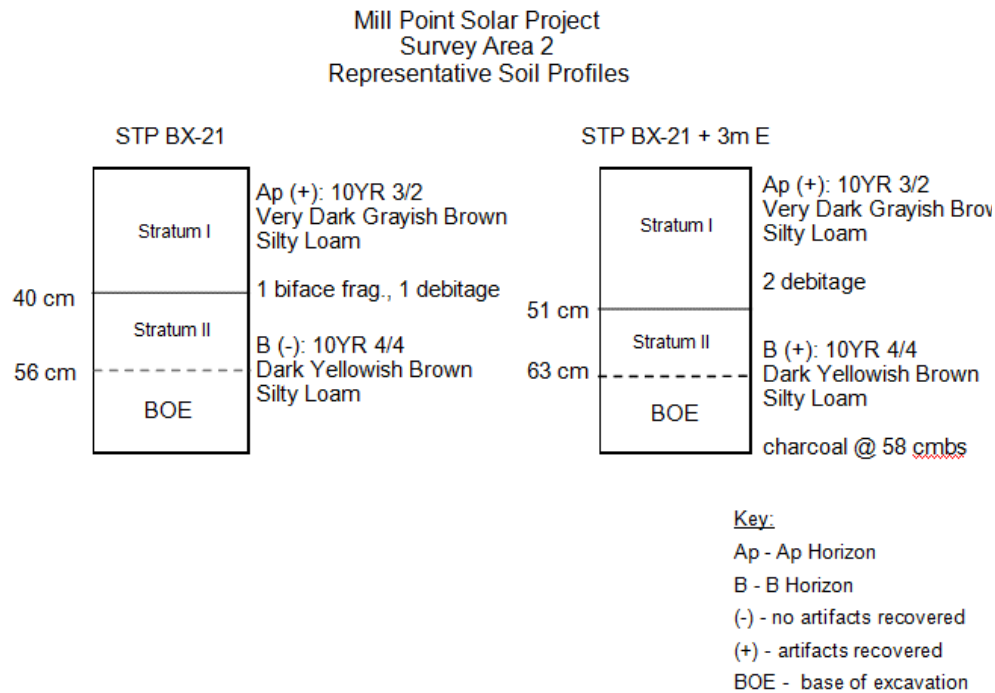 Mill Point Solar Project
Survey Area 2
Representative Soil Profiles
STP BX-21
Stratum I
Ap (+): 10YR 3/2
Very Dark Grayish Brown
Silty Loam
1 biface frag., 1 debitage
40 cm
Stratum II
B (-): 10YR 4/4
Dark Yellowish Brown
Silty Loam
56 cm
BOE
STP BX-21 + 3m E
Stratum I
Ap (+): 10YR 3/2
Very Dark Grayish Brow
Silty Loam
2 debitage
51 cm
Stratum II
B (+): 10YR 4/4
Dark Yellowish Brown
Silty Loam
63 cm
BOE
charcoal @ 58 cmbs
Key:
Ap - Ap Horizon
B - B Horizon
(-) - no artifacts recovered
(+) - artifacts recovered
BOE - base of excavation